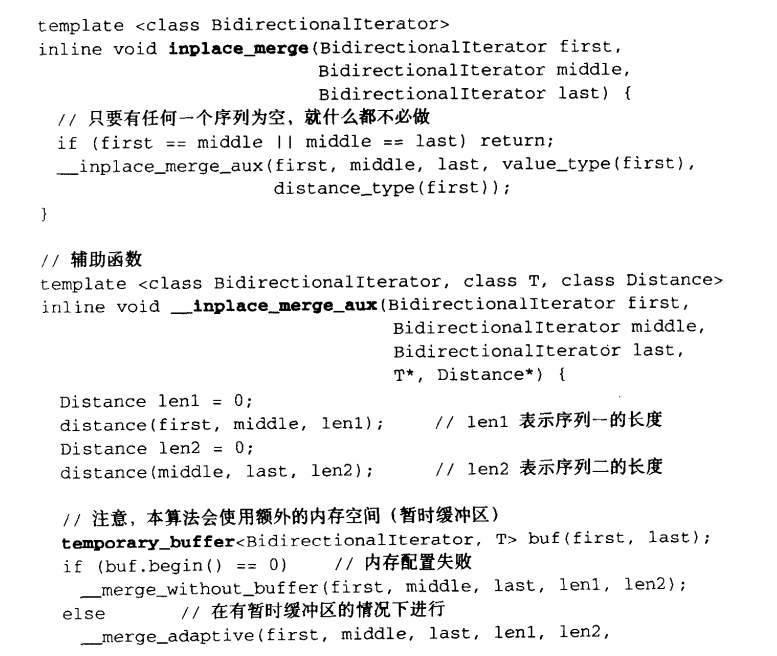 template <class BidirectionalIterator>
inline void inplace_merge(BidirectionalIterator first,
                          BidirectionalIterator middle,
                          BidirectionalIterator last) {
  // 只要有任何一个序列为空，就什么都不必做
  if (first == middle || middle == last) return;
  __inplace_merge_aux(first, middle, last, value_type(first),
                      distance_type(first));
}

// 辅助函数
template <class BidirectionalIterator, class T, class Distance>
inline void __inplace_merge_aux(BidirectionalIterator first,
                                BidirectionalIterator middle,
                                BidirectionalIterator last,
                                T*, Distance*) {
  Distance len1 = 0;
  distance(first, middle, len1);     // len1 表示序列一的长度
  Distance len2 = 0;
  distance(middle, last, len2);      // len2 表示序列二的长度

  // 注意，本算法会使用额外的内存空间（暂时缓冲区）
  temporary_buffer<BidirectionalIterator, T> buf(first, last);
  if (buf.begin() == 0)    // 内存配置失败
    __merge_without_buffer(first, middle, last, len1, len2);
  else       // 在有暂时缓冲区的情况下进行
    __merge_adaptive(first, middle, last, len1, len2,